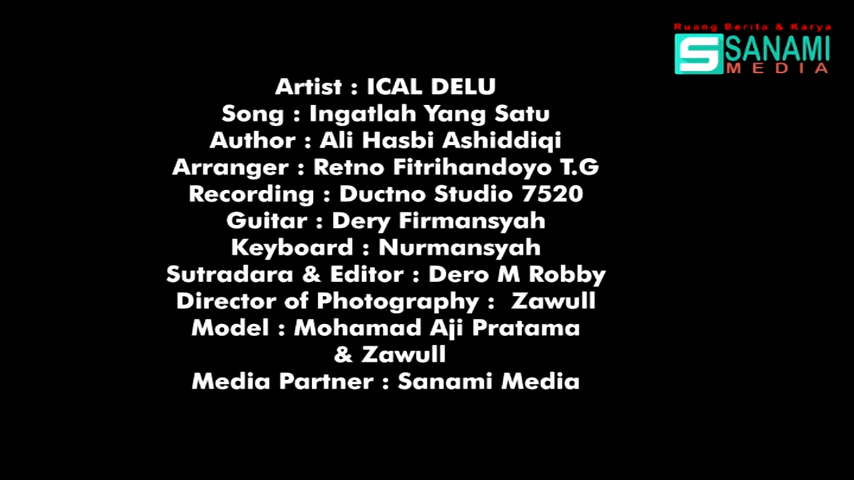 Ruang Berita & Karya
SANAMI
MEDIA
Artist : ICAL DELU
Song : Ingatlah Yang Satu
Author : Ali Hasbi Ashiddiqi
Arranger : Retno Fitrihandoyo T.G
Recording : Ductno Studio 7520
Guitar : Dery Firmansyah
Keyboard : Nurmansyah
Sutradara & Editor : Dero M Robby
Director of Photography :  Zawull
Model : Mohamad Aji Pratama
& Zawull
Media Partner : Sanami Media